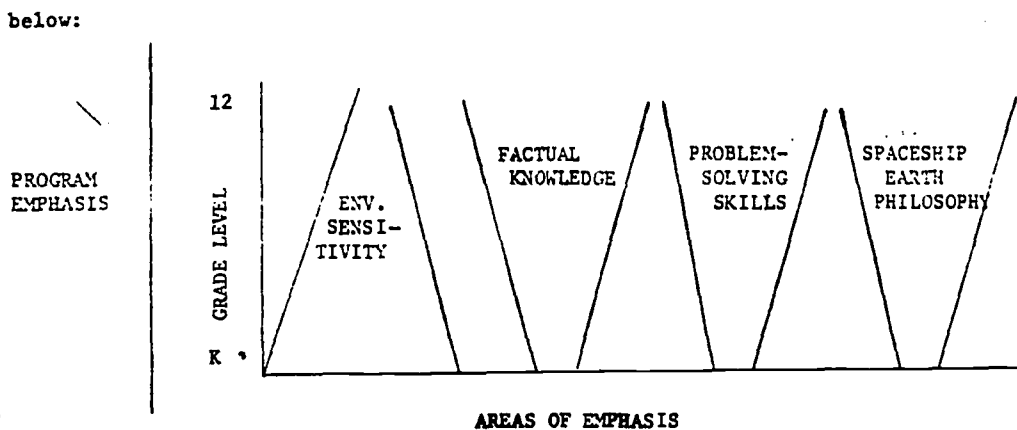 below:
PROGRAM
EMPHASIS
12
GRADE LEVEL
K
ENV.
SENSI-
TIVITY
FACTUAL
KNOWLEDGE
PROBLEM-
SOLVING
SKILLS
SPACESHIP
EARTH
PHILOSOPHY
AREAS OF EMPHASIS